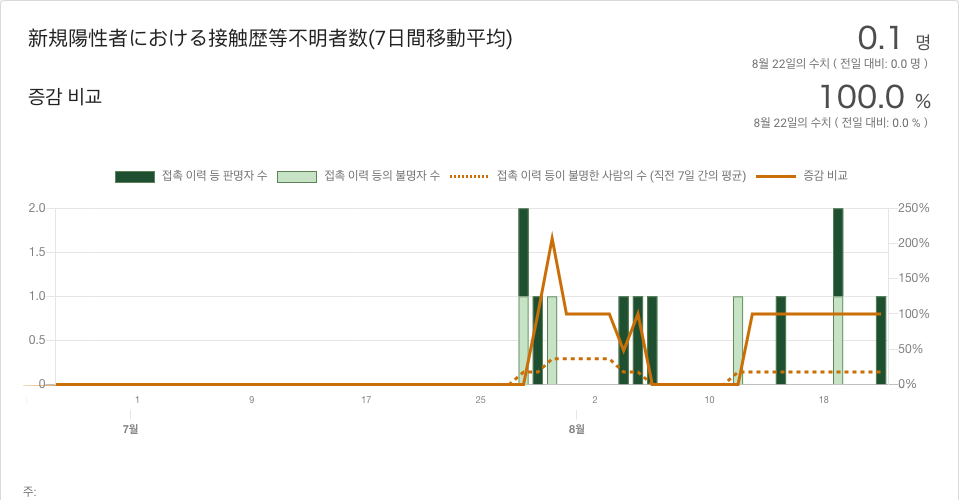 新規陽性者における接触歴等不明者数(7日間移動平均)
0.1 名
8월 22일의 수치 ( 전일 대비: 0.0 명 )
증감 비교
100.0 %
8월 22일의 수치 ( 전일 대비: 0.0 % )
접촉 이력 등 판명자 수 접촉 이력 등의 불명자 수 접촉 이력 등이 불명한 사람의 수 (직전 7일 간의 평균) 증감 비교
2.0 250%
200%
1.5
150%
1.0 100%
0.5 50%
0 0%
1 9 17 25 2 10 18
7월 8월
주: